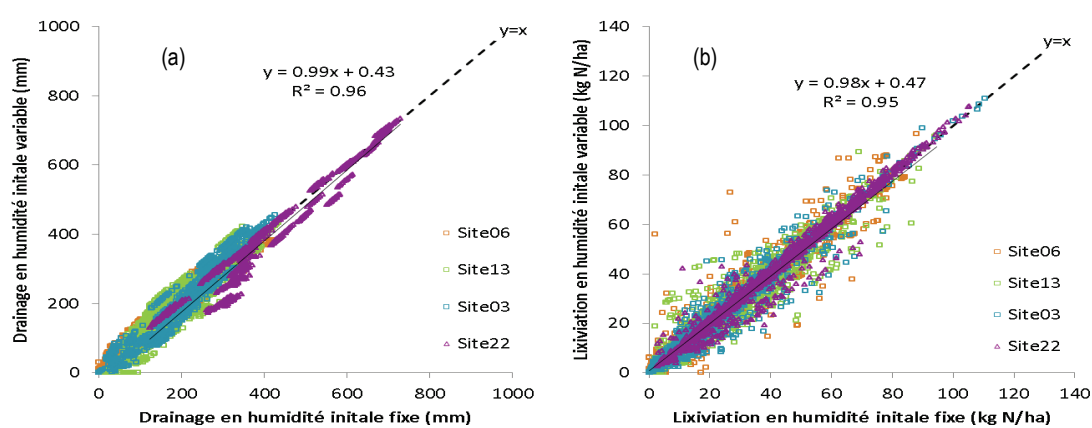 (a)
y=x
y = 0.99x + 0.43
R² = 0.96
Drainage en humidité initale variable (mm)
1000
800
600
400
200
0
Site06
Site13
Site03
Site22
0 200 400 600 800 1000
Drainage en humidité initale fixe (mm)
(b)
y=x
y = 0.98x + 0.47
R² = 0.95
Lixiviation en humidité initale variable (kg N/ha)
140
120
100
80
60
40
20
0
Site06
Site13
Site03
Site22
0 20 40 60 80 100 120 140
Lixiviation en humidité initale fixe (kg N/ha)